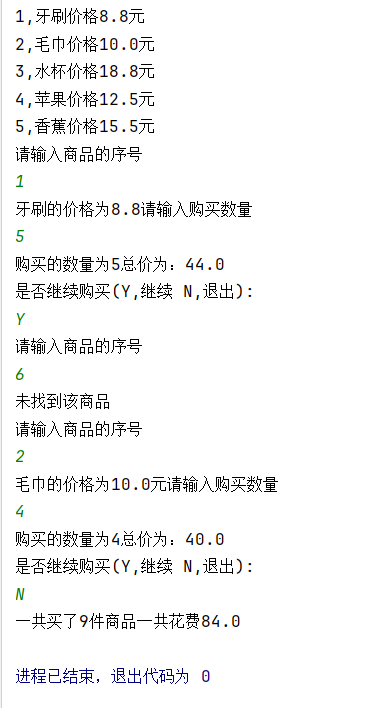 1,牙刷价格8.8元
2,毛巾价格10.0元
3,水杯价格18.8元
4,苹果价格12.5元
5,香蕉价格15.5元
请输入商品的序号
1
牙刷的价格为8.8请输入购买数量
5
购买的数量为5总价为：44.0
是否继续购买(Y,继续 N,退出):
Y
请输入商品的序号
6
未找到该商品
请输入商品的序号
2
毛巾的价格为10.0元请输入购买数量
4
购买的数量为4总价为：40.0
是否继续购买(Y,继续 N,退出):
N
一共买了9件商品一共花费84.0
进程已结束，退出代码为 0